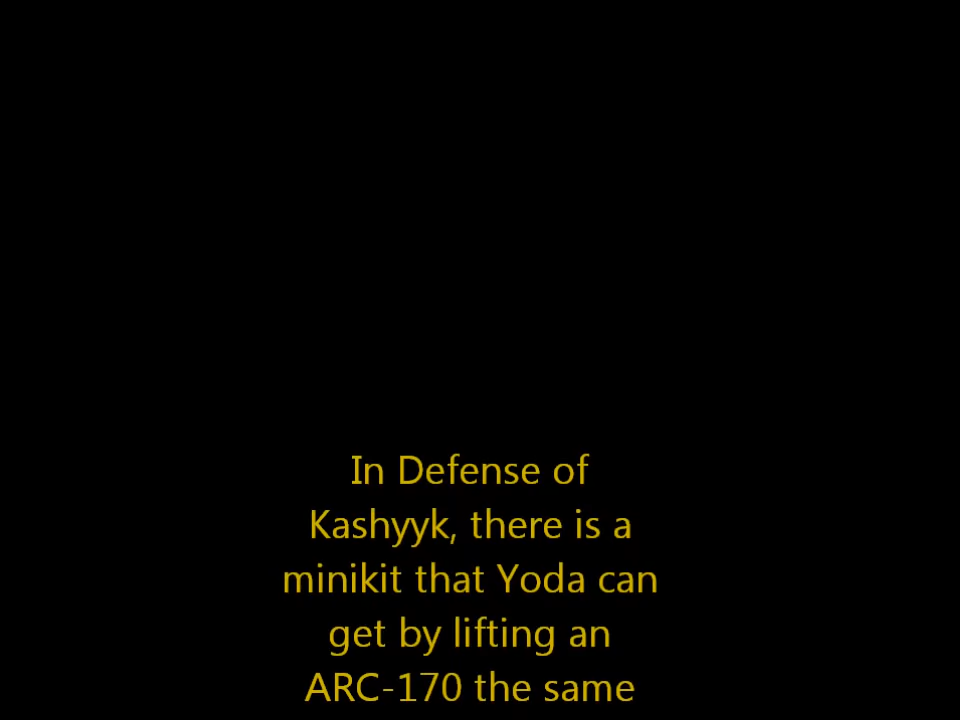 In Defense of
Kashyyk, there is a
minikit that Yoda can
get by lifting an
ARC-170 the same